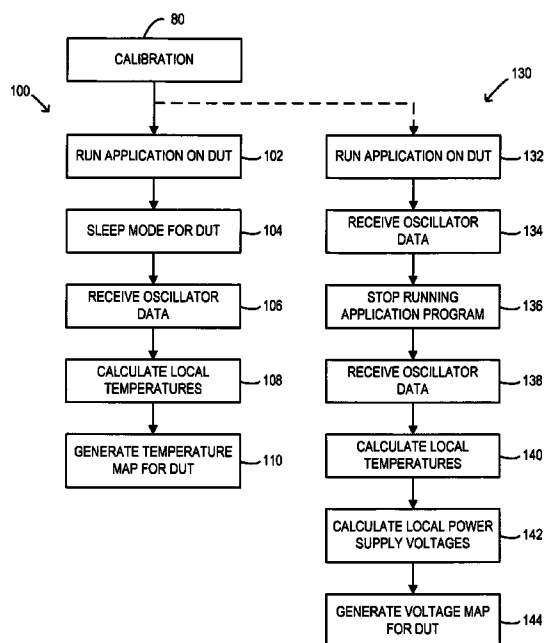 80
CALIBRATION
100
130
RUN APPLICATION ON DUT
102
SLEEP MODE FOR DUT
104
RECEIVE OSCILLATOR
DATA
106
CALCULATE LOCAL
TEMPERATURES
108
GENERATE TEMPERATURE
MAP FOR DUT
110
RUN APPLICATION ON DUT
132
RECEIVE OSCILLATOR
DATA
134
STOP RUNNING
APPLICATION PROGRAM
136
RECEIVE OSCILLATOR
DATA
138
CALCULATE LOCAL
TEMPERATURES
140
CALCULATE LOCAL POWER
SUPPLY VOLTAGES
142
GENERATE VOLTAGE MAP
FOR DUT
144